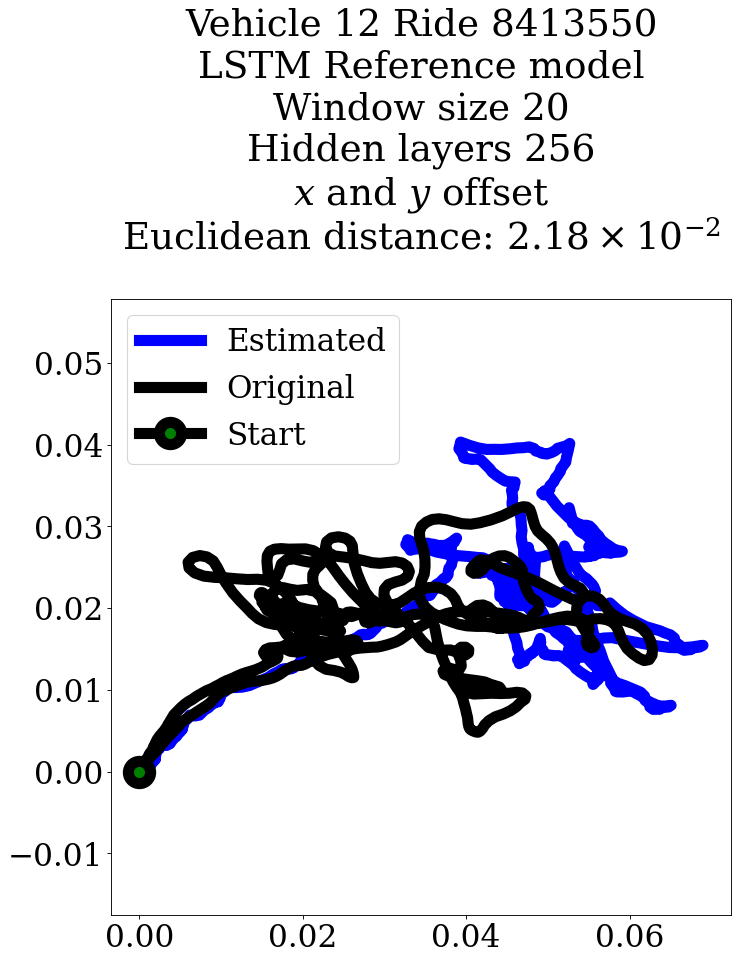 Vehicle 12 Ride 8413550
LSTM Reference model
Window size 20
Hidden layers 256
x and y offset
Euclidean distance: 2.18 × 10⁻²
Estimated
Original
Start
0.05
0.04
0.03
0.02
0.01
0.00
−0.01
0.00 0.02 0.04 0.06